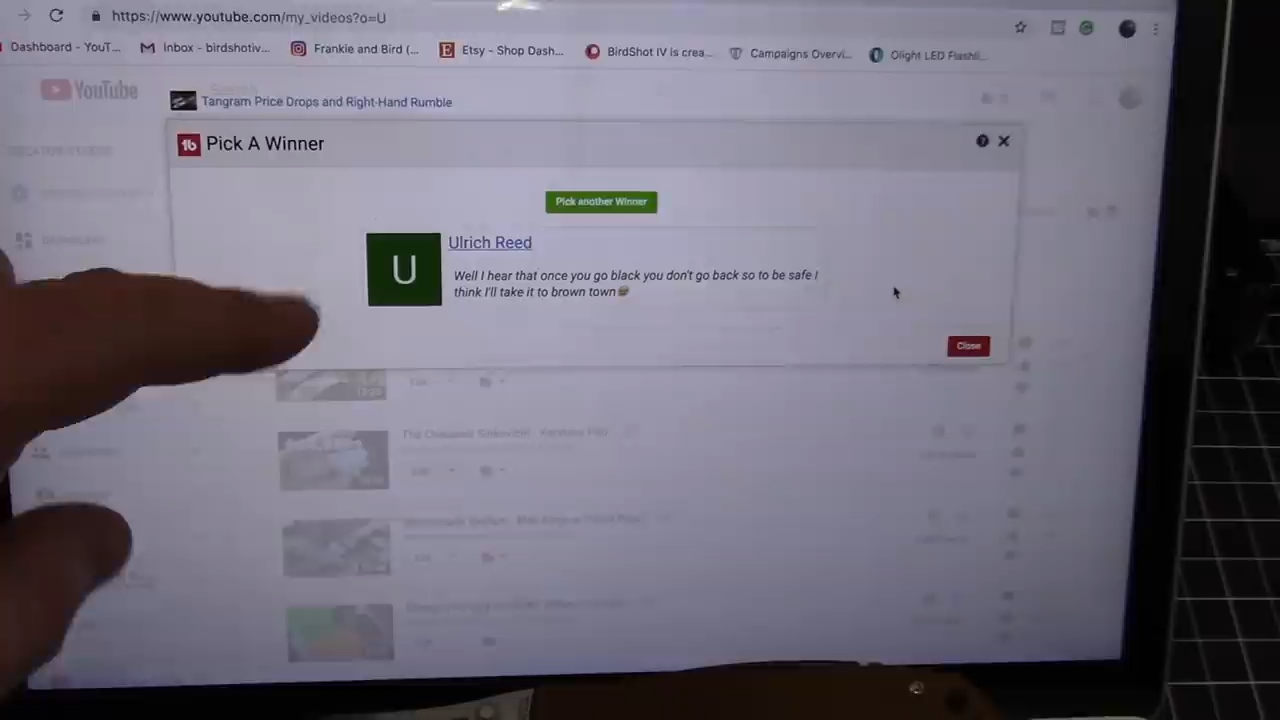 https://www.youtube.com/my_videos?o=U
Dashboard - YouT... Inbox - birdshotiv... Frankie and Bird (... Etsy - Shop Dash... BirdShot IV is crea... Campaigns Overvi... Olight LED Flashli...
YouTube Search
Tangram Price Drops and Right-Hand Rumble
Pick A Winner
Pick another Winner
U
Ulrich Reed
Well I hear that once you go black you don't go back so to be safe I
think I'll take it to brown town
Close